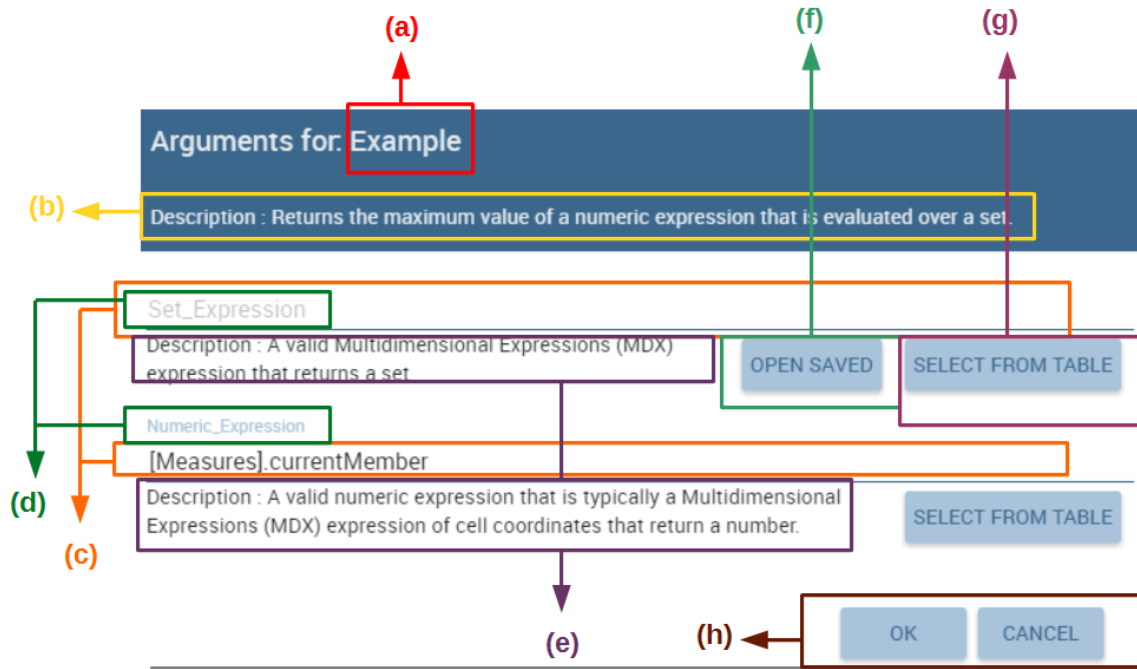 (a)
(f)
(g)
Arguments for: Example
(b)
Description : Returns the maximum value of a numeric expression that is evaluated over a set.
Set_Expression
Description : A valid Multidimensional Expressions (MDX)
expression that returns a set
OPEN SAVED
SELECT FROM TABLE
Numeric_Expression
[Measures].currentMember
(d)
(c)
Description : A valid numeric expression that is typically a Multidimensional
Expressions (MDX) expression of cell coordinates that return a number.
SELECT FROM TABLE
(e)
(h)
OK
CANCEL